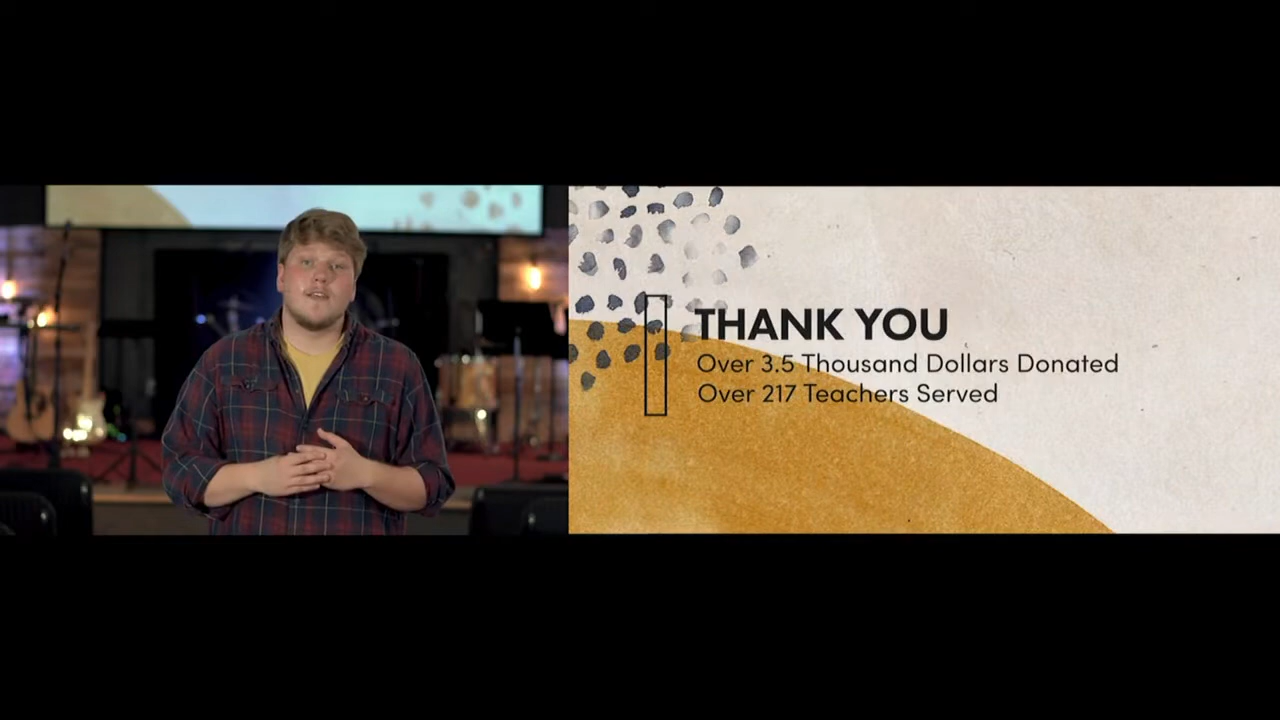 THANK YOU
Over 3.5 Thousand Dollars Donated
Over 217 Teachers Served